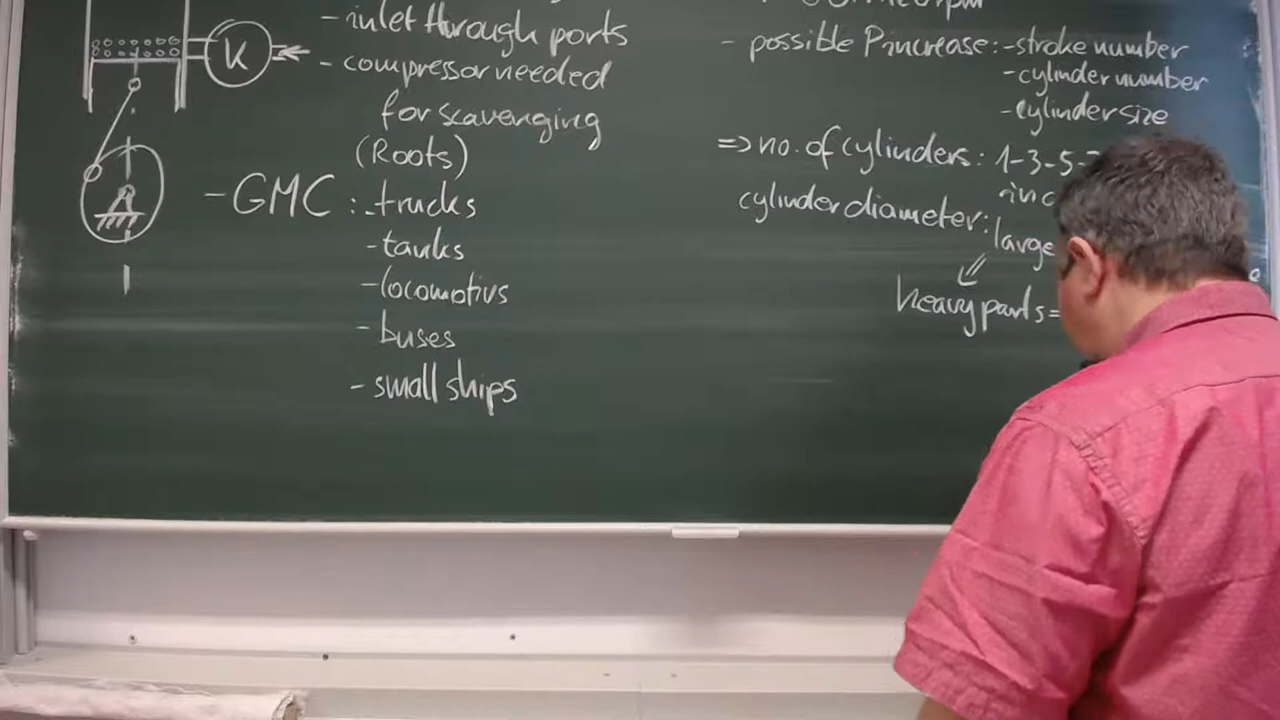 - inlet through ports
- compressor needed
for scavenging
(Roots)
K
- GMC : - trucks
- tanks
- locomotivs
- buses
- small ships
- possible P increase: - stroke number
- cylinder number
- cylinder size
=> no. of cylinders: 1-3-5-
cylinder diameter:
large
heavy parts =